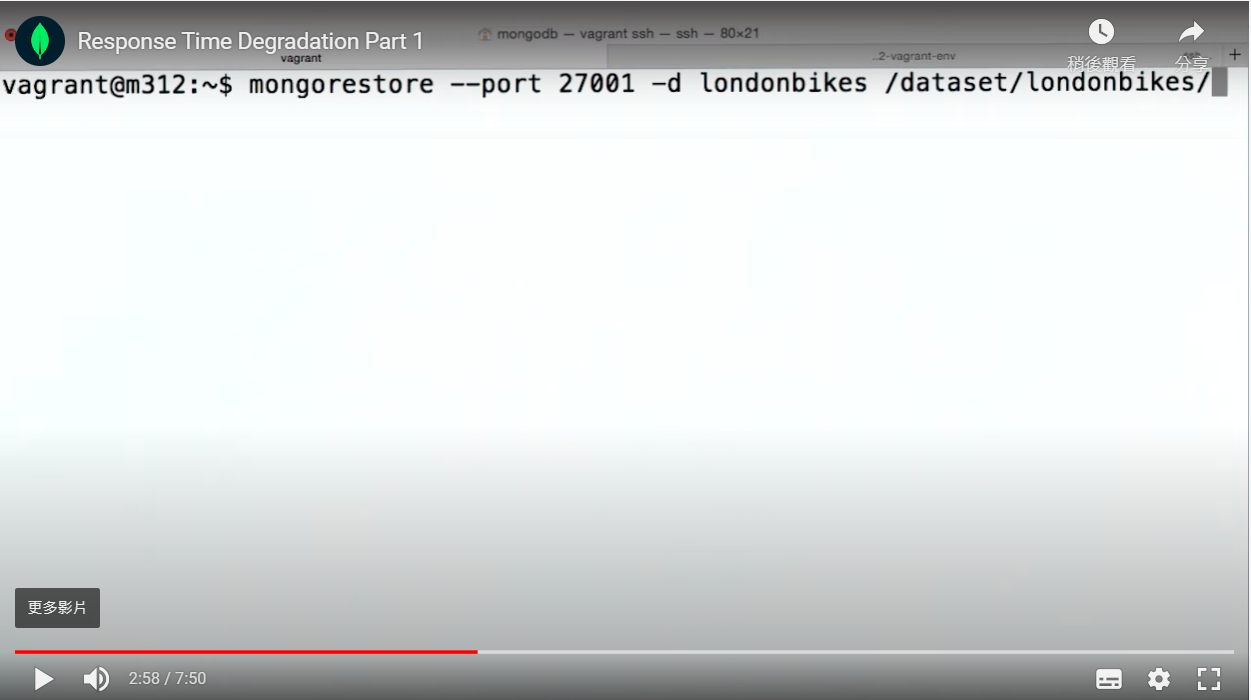 Response Time Degradation Part 1
mongodb — vagrant ssh — ssh — 80×21
稍後觀看
分享
vagrant
..2-vagrant-env
ssh
+
vagrant@m312:~$ mongorestore --port 27001 -d londonbikes /dataset/londonbikes/
更多影片
2:58 / 7:50